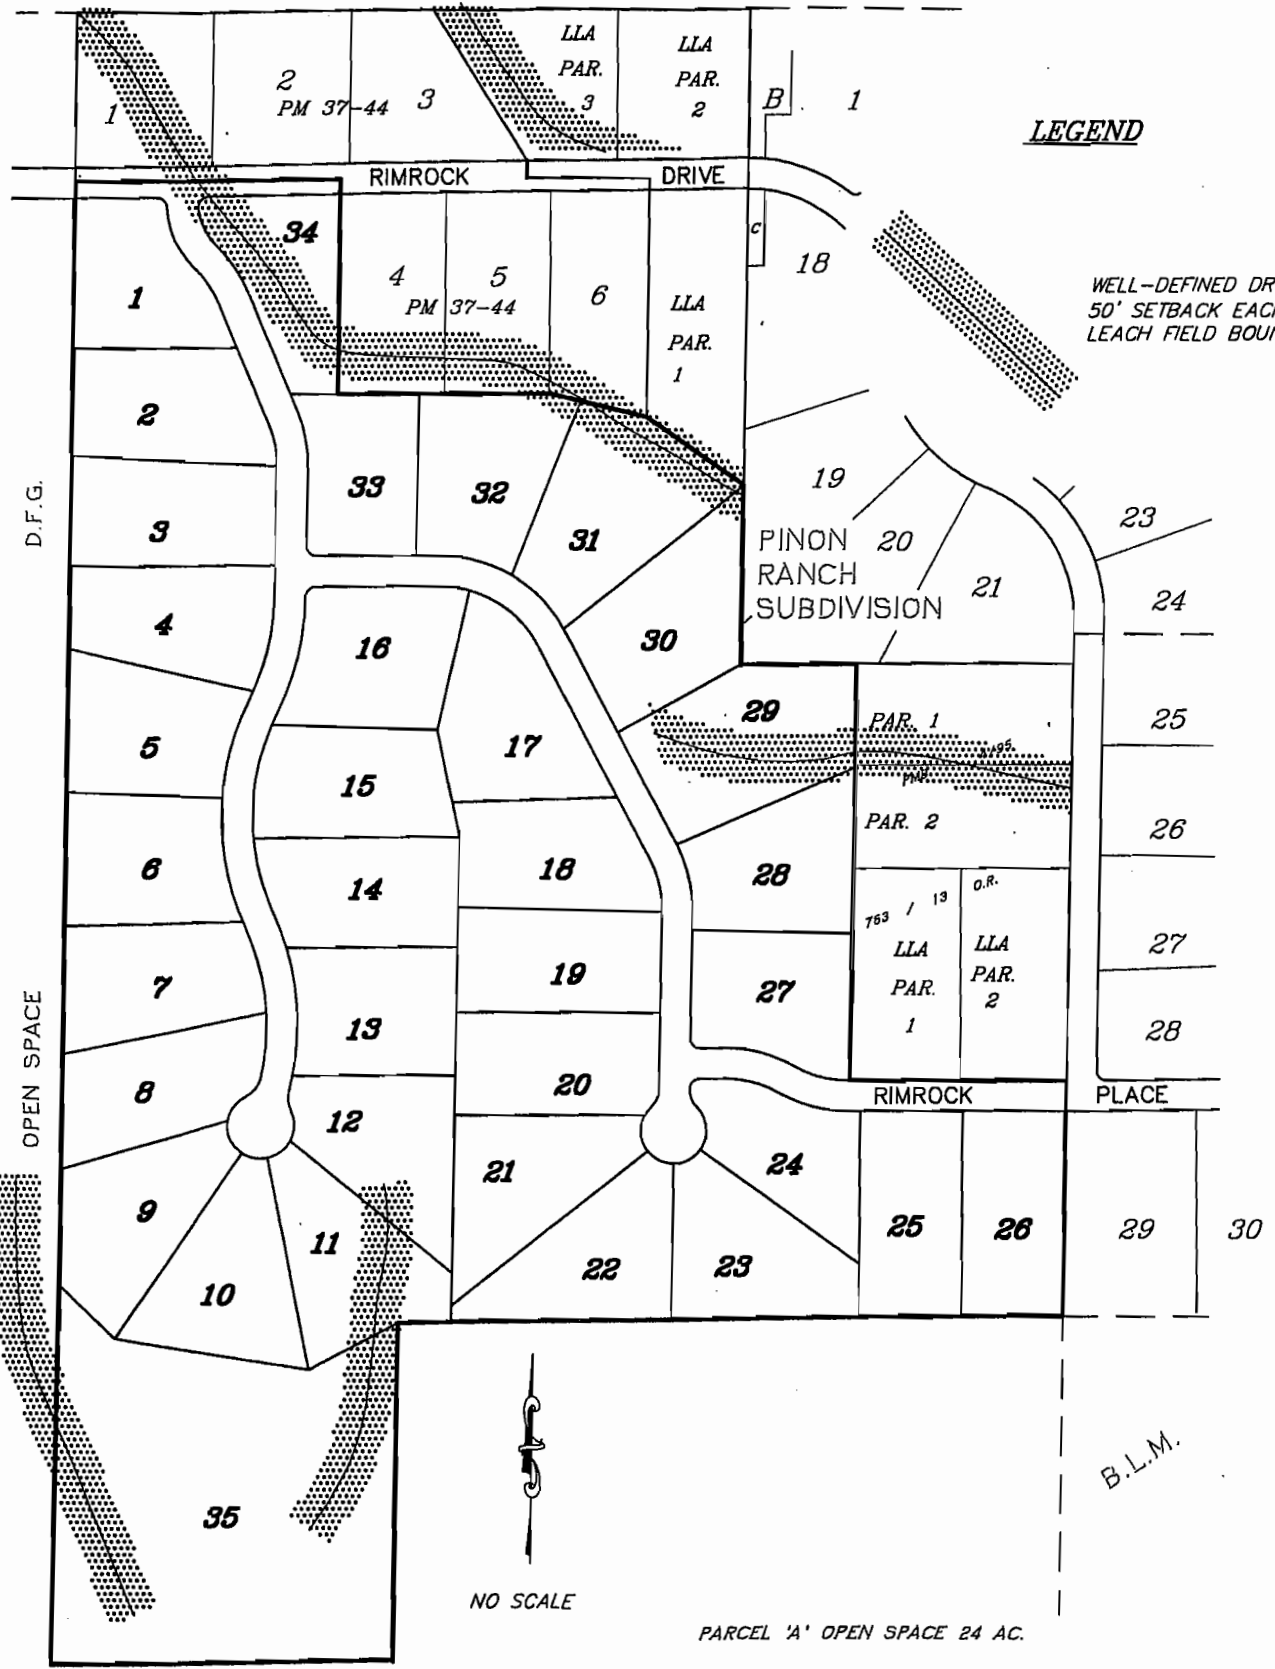 LLA
PAR.
3
LLA
PAR.
2
1
2
PM 37-44
3
B
1
LEGEND
RIMROCK DRIVE
34
C
18
1
4
5
6
PM 37-44
LLA
PAR.
1
WELL-DEFINED DR
50' SETBACK EAC
LEACH FIELD BOU
2
D.F.G.
33
32
31
19
20
21
23
24
3
PINON
RANCH
SUBDIVISION
4
16
30
5
17
29
PAR. 1
25
15
PAR. 2
26
6
14
18
28
753 / 13 O.R.
LLA
PAR.
1
LLA
PAR.
2
27
7
13
19
27
28
OPEN SPACE
8
12
20
RIMROCK PLACE
9
11
10
21
22
23
24
25
26
29
30
35
NO SCALE
B.L.M.
PARCEL 'A' OPEN SPACE 24 AC.